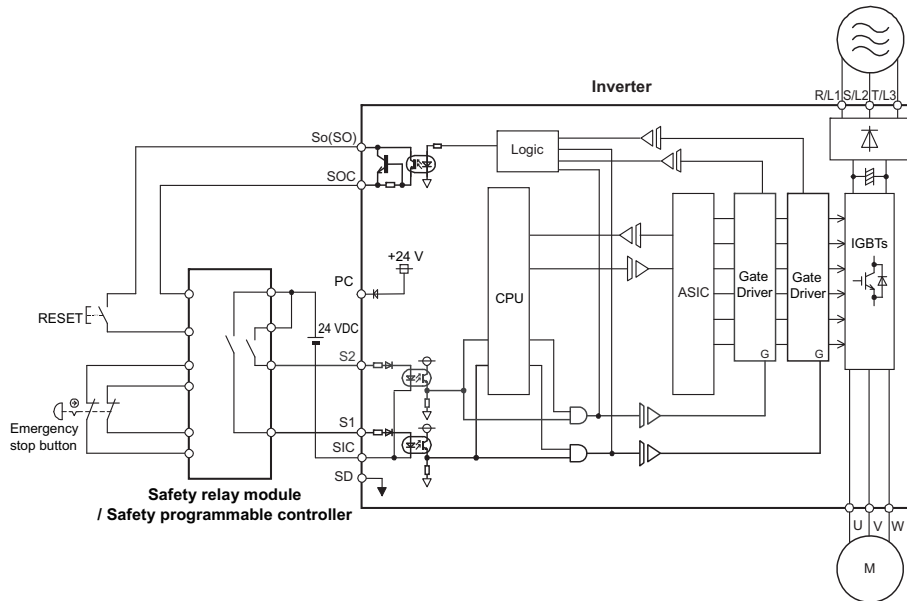 Inverter
R/L1 S/L2 T/L3
So(SO)
Logic
SOC
+24 V
PC
CPU
ASIC
Gate
Driver
Gate
Driver
IGBTs
RESET
24 VDC
S2
G
G
Emergency
stop button
S1
SIC
SD
Safety relay module
/ Safety programmable controller
U V W
M